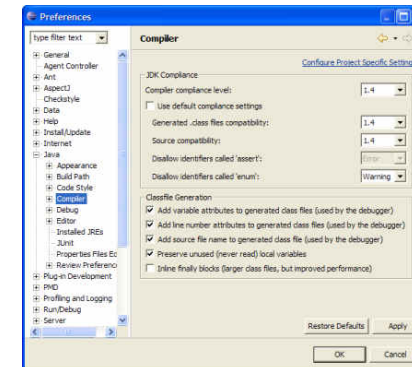 Preferences
type filter text
Compiler
General
Agent Controller
Ant
AspectJ
Checkstyle
Data
Help
Install/Update
Internet
Java
Appearance
Build Path
Code Style
Compiler
Debug
Editor
Installed JREs
JUnit
Properties Files Ec
Review Preferenc
Plug-in Development
PMD
Profiling and Logging
Run/Debug
Server
Configure Project Specific Setting
JDK Compliance
Compiler compliance level: 1.4
Use default compliance settings
Generated .class files compatibility: 1.4
Source compatibility: 1.4
Disallow identifiers called 'assert': Error
Disallow identifiers called 'enum': Warning
Classfile Generation
Add variable attributes to generated class files (used by the debugger)
Add line number attributes to generated class files (used by the debugger)
Add source file name to generated class file (used by the debugger)
Preserve unused (never read) local variables
Inline finally blocks (larger class files, but improved performance)
Restore Defaults Apply
OK Cancel